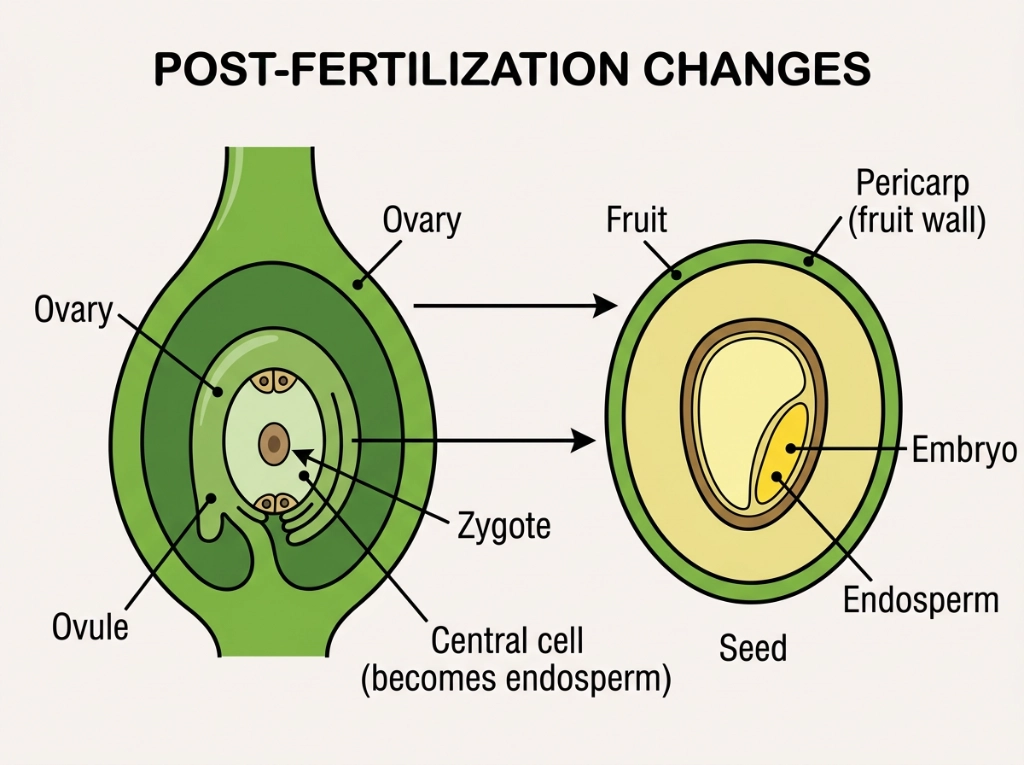 POST-FERTILIZATION CHANGES
Ovary
Ovary
Ovule
Zygote
Central cell
(becomes endosperm)
Fruit
Pericarp
(fruit wall)
Embryo
Endosperm
Seed